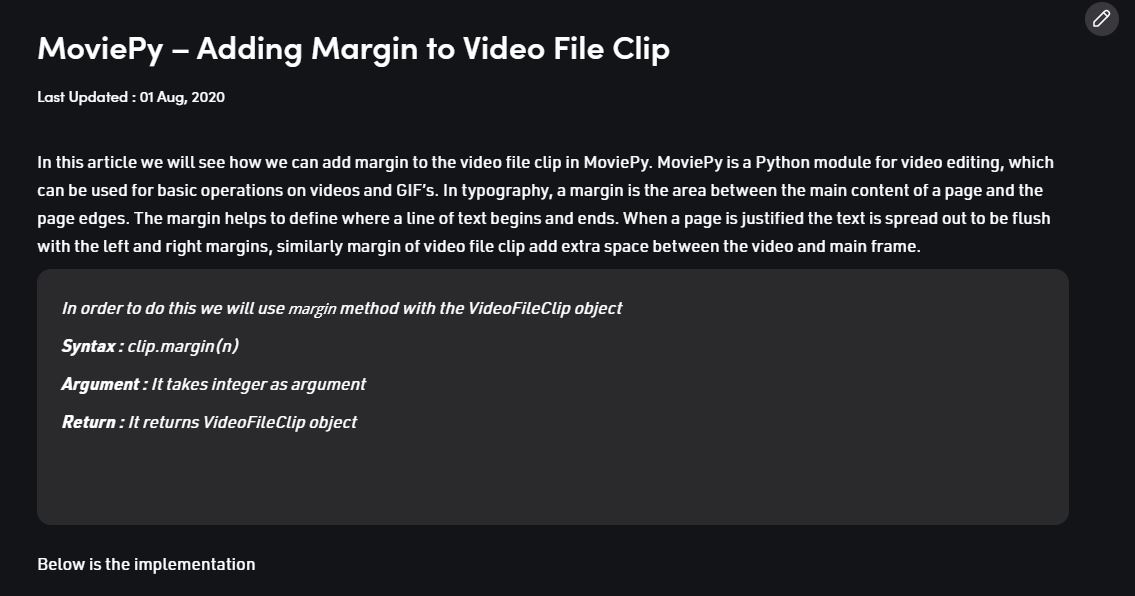 MoviePy – Adding Margin to Video File Clip
Last Updated : 01 Aug, 2020
In this article we will see how we can add margin to the video file clip in MoviePy. MoviePy is a Python module for video editing, which
can be used for basic operations on videos and GIF’s. In typography, a margin is the area between the main content of a page and the
page edges. The margin helps to define where a line of text begins and ends. When a page is justified the text is spread out to be flush
with the left and right margins, similarly margin of video file clip add extra space between the video and main frame.
In order to do this we will use margin method with the VideoFileClip object
Syntax : clip.margin(n)
Argument : It takes integer as argument
Return : It returns VideoFileClip object
Below is the implementation